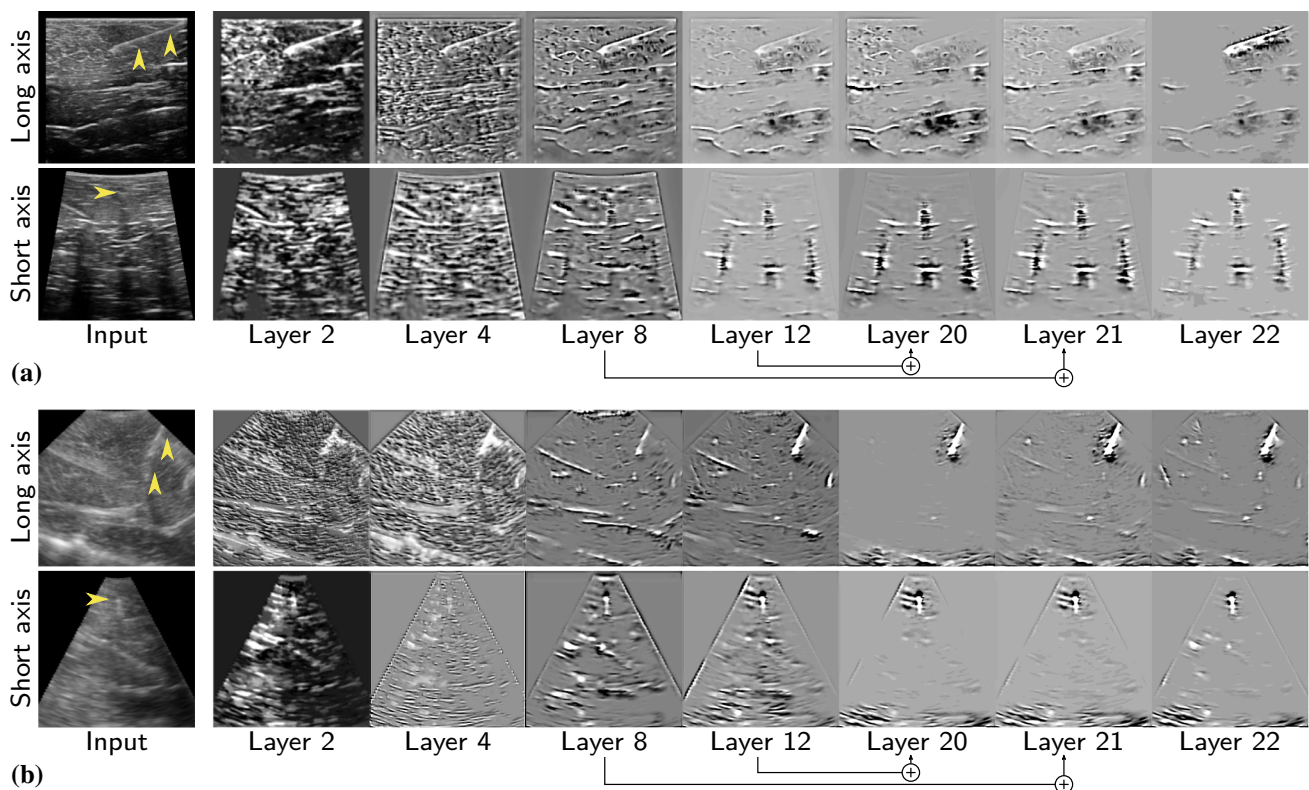 Long axis
Short axis
Input Layer 2 Layer 4 Layer 8 Layer 12 Layer 20 Layer 21 Layer 22
+
+
(a)
Long axis
Short axis
Input Layer 2 Layer 4 Layer 8 Layer 12 Layer 20 Layer 21 Layer 22
+
+
(b)